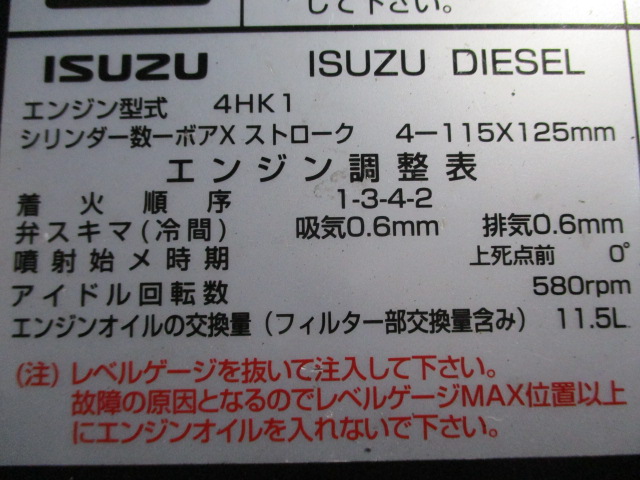 して下さい。
ISUZU ISUZU DIESEL
エンジン型式 4HK1
シリンダー数ーボアX ストローク 4ー115X125mm
エンジン調整表
着火順序 1-3-4-2
弁スキマ(冷間) 吸気0.6mm 排気0.6mm
噴射始メ時期 上死点前 0°
アイドル回転数 580rpm
エンジンオイルの交換量(フィルター部交換量含み) 11.5L
(注) レベルゲージを抜いて注入して下さい。
故障の原因となるのでレベルゲージMAX位置以上
にエンジンオイルを入れないで下さい。